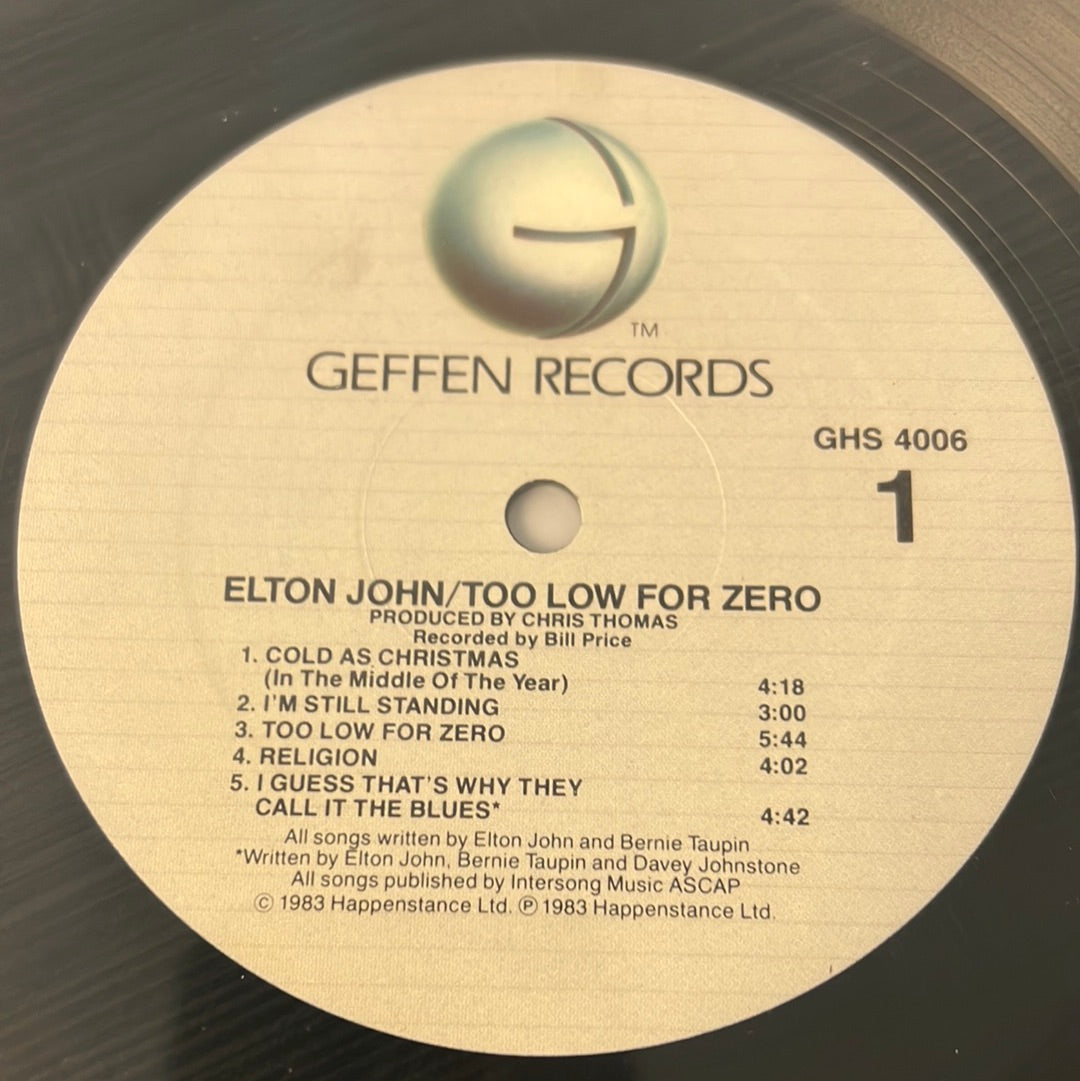 TM
GEFFEN RECORDS
GHS 4006
1
ELTON JOHN/TOO LOW FOR ZERO
PRODUCED BY CHRIS THOMAS
Recorded by Bill Price
1. COLD AS CHRISTMAS
(In The Middle Of The Year) 4:18
2. I'M STILL STANDING 3:00
3. TOO LOW FOR ZERO 5:44
4. RELIGION 4:02
5. I GUESS THAT'S WHY THEY
CALL IT THE BLUES* 4:42
All songs written by Elton John and Bernie Taupin
*Written by Elton John, Bernie Taupin and Davey Johnstone
All songs published by Intersong Music ASCAP
© 1983 Happenstance Ltd. ℗ 1983 Happenstance Ltd.